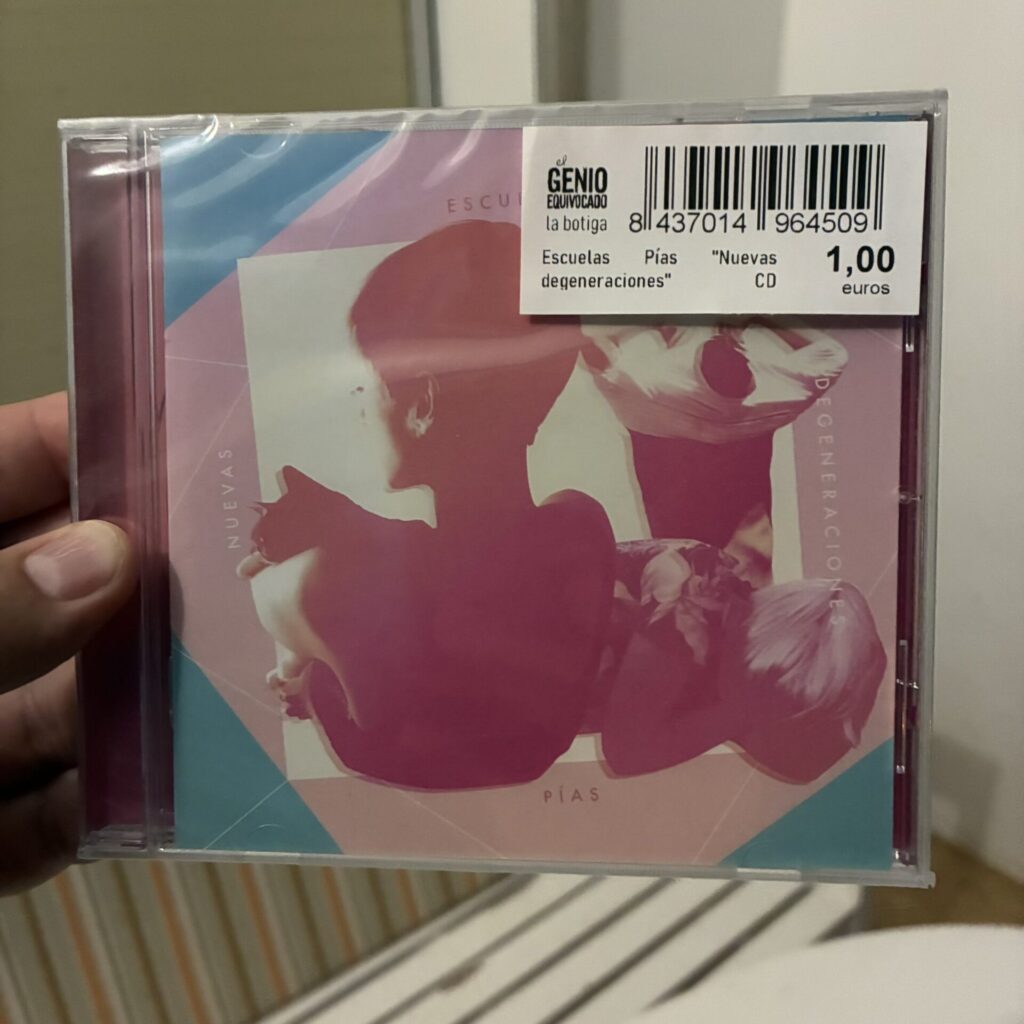 el
GENIO
EQUIVOCADO
la botiga
8 437014 964509
Escuelas Pías "Nuevas
degeneraciones" CD
1,00
euros
ESCUE
NUEVAS
DEGENERACIONES
PÍAS